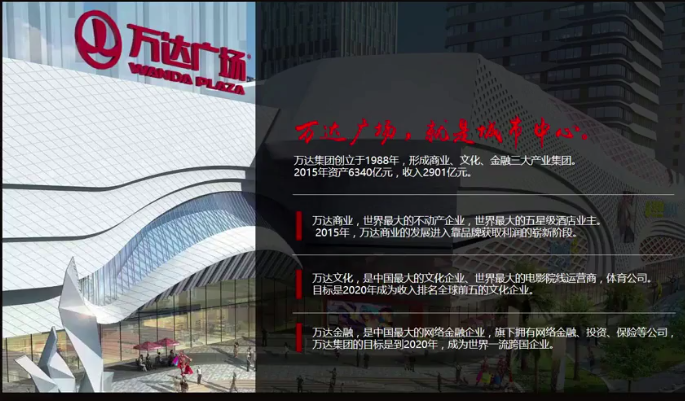 万达广场
WANDA PLAZA
万达广场，就是城市中心。
万达集团创立于1988年，形成商业、文化、金融三大产业集团。
2015年资产6340亿元，收入2901亿元。
万达商业，世界最大的不动产企业，世界最大的五星级酒店业主。
2015年，万达商业的发展进入靠品牌获取利润的崭新阶段。
万达文化，是中国最大的文化企业、世界最大的电影院线运营商，体育公司。
目标是2020年成为收入排名全球前五的文化企业。
万达金融，是中国最大的网络金融企业，旗下拥有网络金融、投资、保险等公司，
万达集团的目标是到2020年，成为世界一流跨国企业。